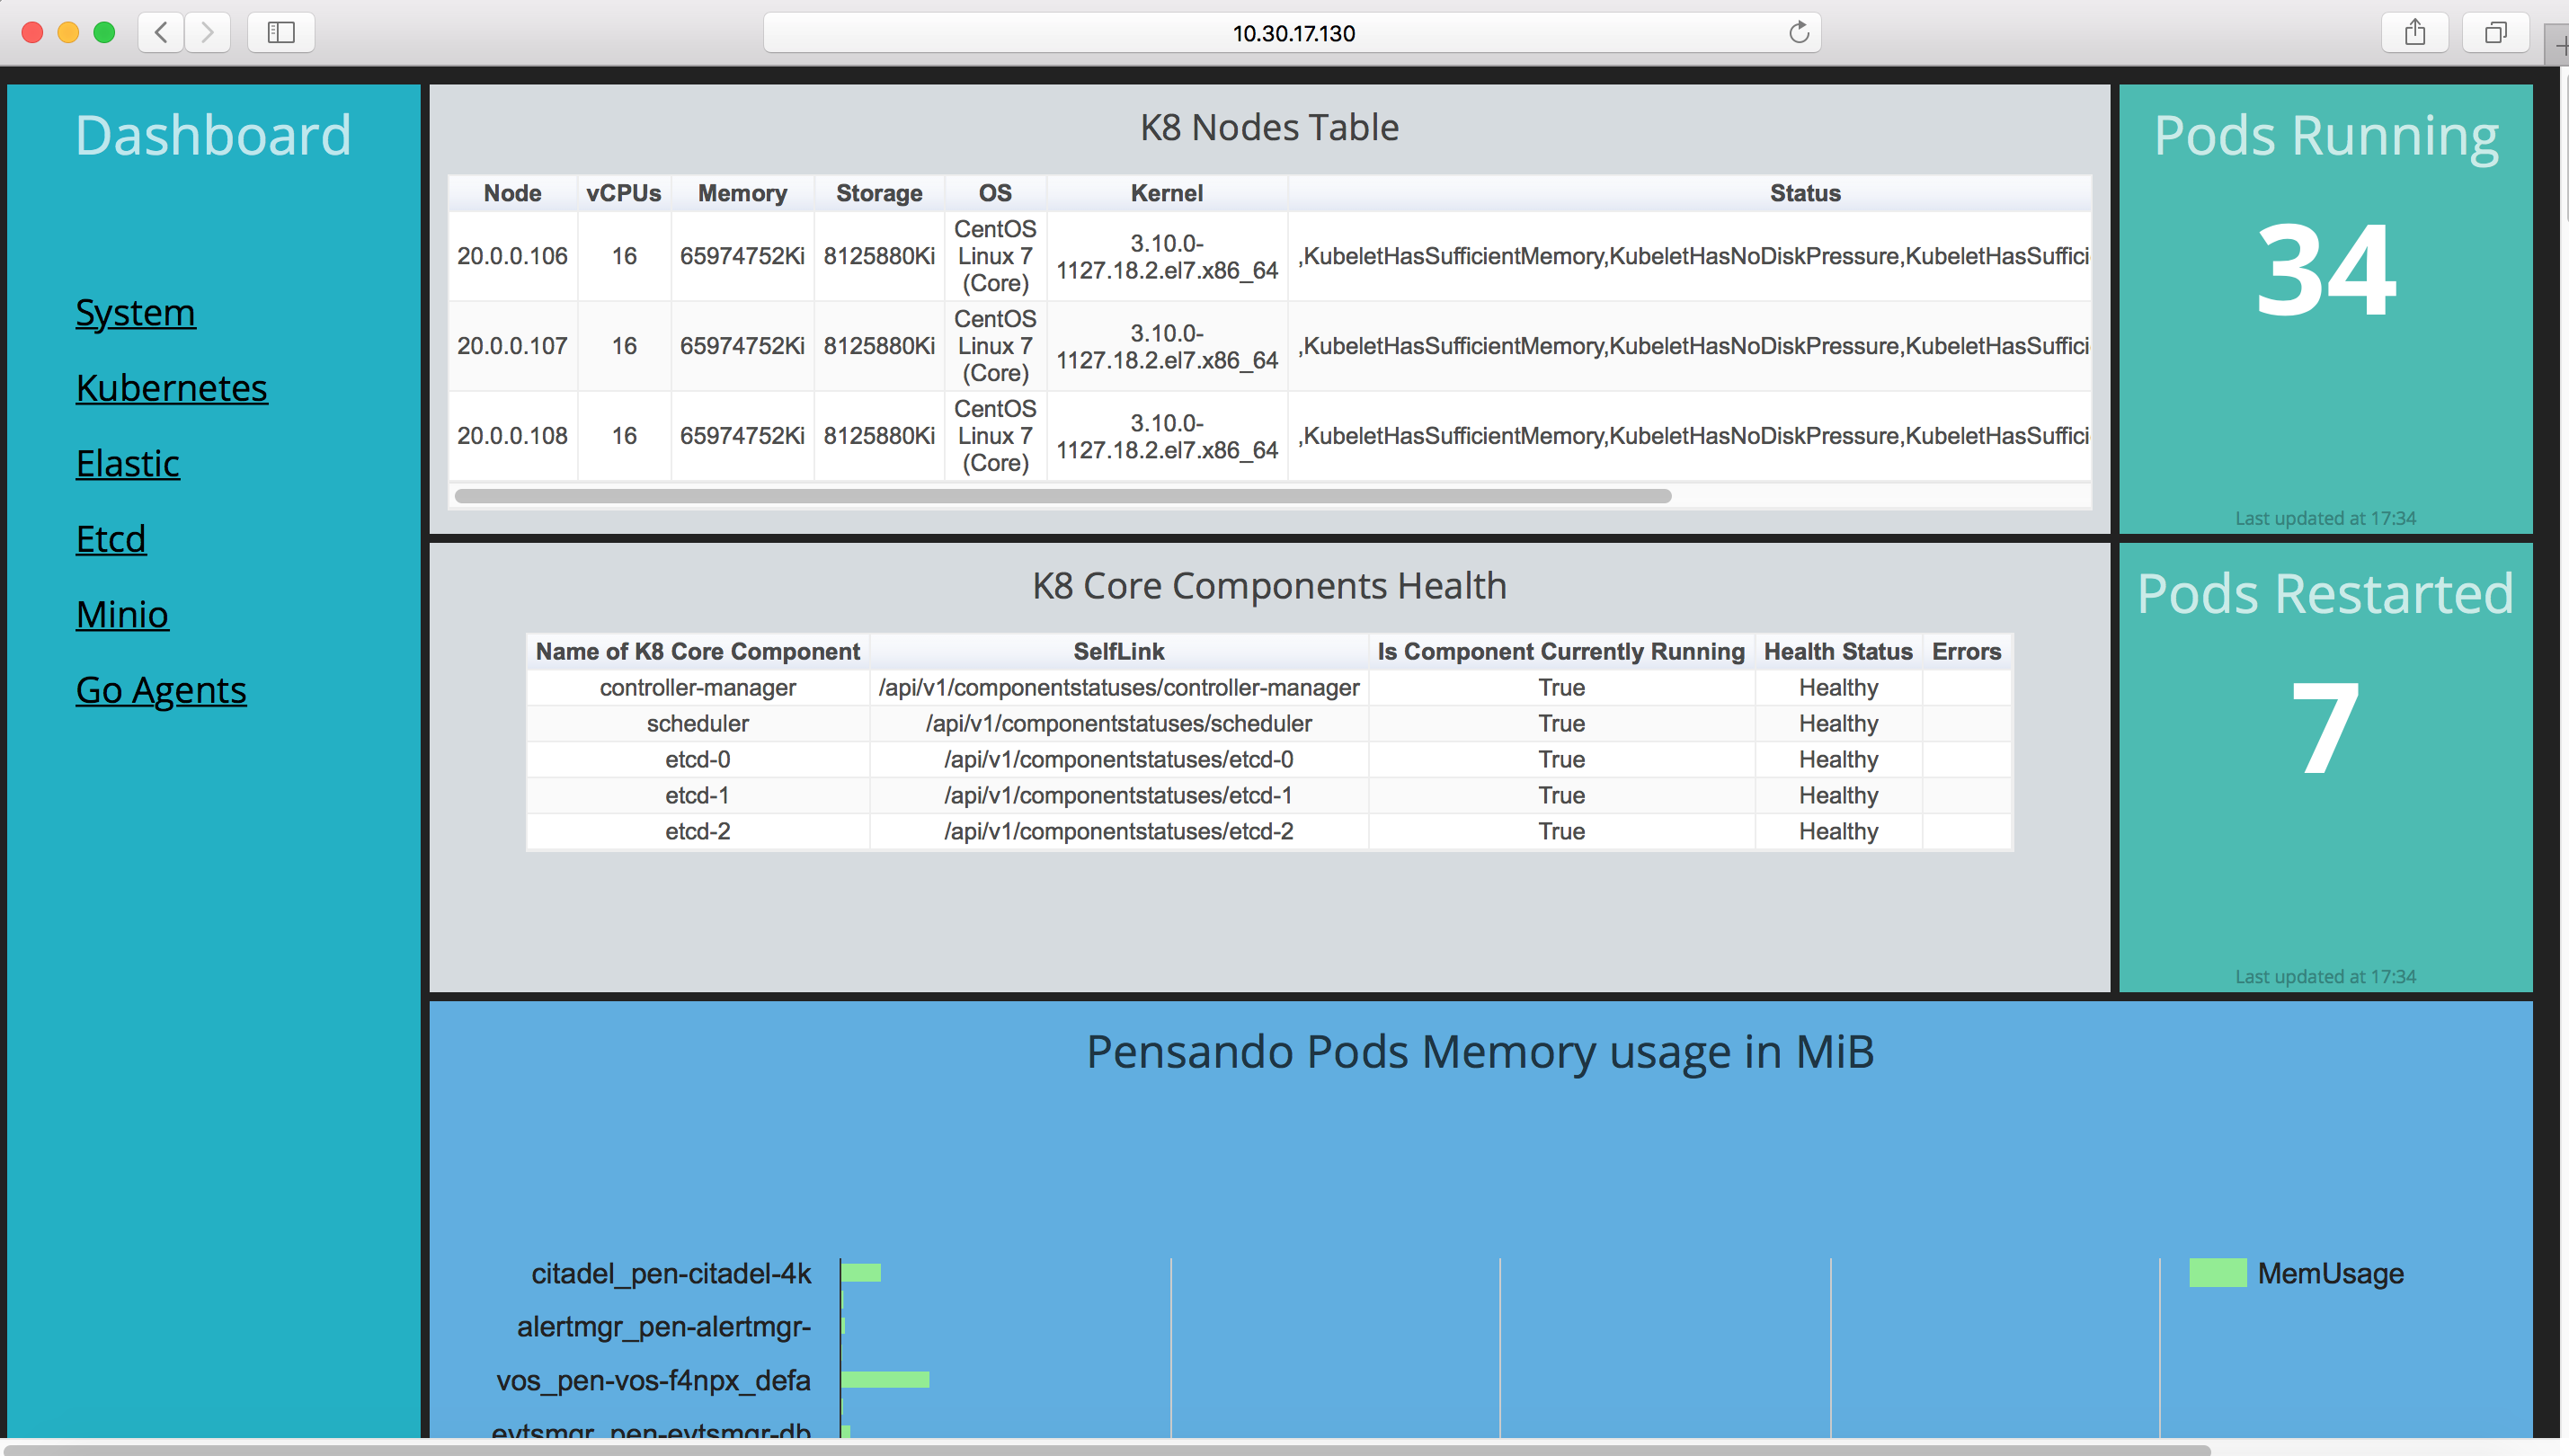 10.30.17.130
Dashboard
System
Kubernetes
Elastic
Etcd
Minio
Go Agents
K8 Nodes Table
Node vCPUs Memory Storage OS Kernel Status
20.0.0.106 16 65974752Ki 8125880Ki CentOS Linux 7 (Core) 3.10.0-1127.18.2.el7.x86_64 ,KubeletHasSufficientMemory,KubeletHasNoDiskPressure,KubeletHasSuffici
20.0.0.107 16 65974752Ki 8125880Ki CentOS Linux 7 (Core) 3.10.0-1127.18.2.el7.x86_64 ,KubeletHasSufficientMemory,KubeletHasNoDiskPressure,KubeletHasSuffici
20.0.0.108 16 65974752Ki 8125880Ki CentOS Linux 7 (Core) 3.10.0-1127.18.2.el7.x86_64 ,KubeletHasSufficientMemory,KubeletHasNoDiskPressure,KubeletHasSuffici
Pods Running
34
Last updated at 17:34
K8 Core Components Health
Name of K8 Core Component SelfLink Is Component Currently Running Health Status Errors
controller-manager /api/v1/componentstatuses/controller-manager True Healthy
scheduler /api/v1/componentstatuses/scheduler True Healthy
etcd-0 /api/v1/componentstatuses/etcd-0 True Healthy
etcd-1 /api/v1/componentstatuses/etcd-1 True Healthy
etcd-2 /api/v1/componentstatuses/etcd-2 True Healthy
Pods Restarted
7
Last updated at 17:34
Pensando Pods Memory usage in MiB
citadel_pen-citadel-4k
alertmgr_pen-alertmgr-
vos_pen-vos-f4npx_defa
evtsmgr_pen-evtsmgr-db
MemUsage